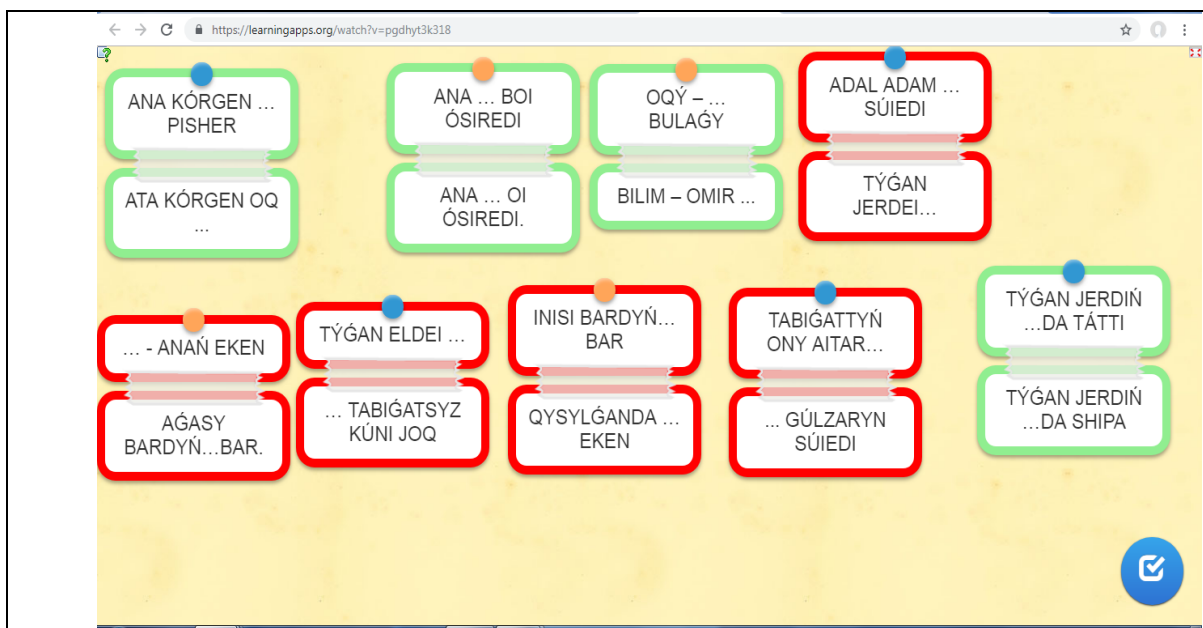 https://learningapps.org/watch?v=pgdhyt3k318
ANA KÓRGEN ...
PISHER
ATA KÓRGEN OQ
...
ANA ... BOI
ÓSIREDI
ANA ... OI
ÓSIREDI.
OQÝ – ...
BULAǴY
BILIM – OMIR ...
ADAL ADAM ...
SÚIEDI
TÝǴAN
JERDEI...
... - ANAŃ EKEN
AǴASY
BARDYŃ...BAR.
TÝǴAN ELDEI ...
... TABIǴATSYZ
KÚNI JOQ
INISI BARDYŃ...
BAR
QYSYLǴANDA ...
EKEN
TABIǴATTYŃ
ONY AITAR...
... GÚLZARYN
SÚIEDI
TÝǴAN JERDIŃ
...DA TÁTTI
TÝǴAN JERDIŃ
...DA SHIPA